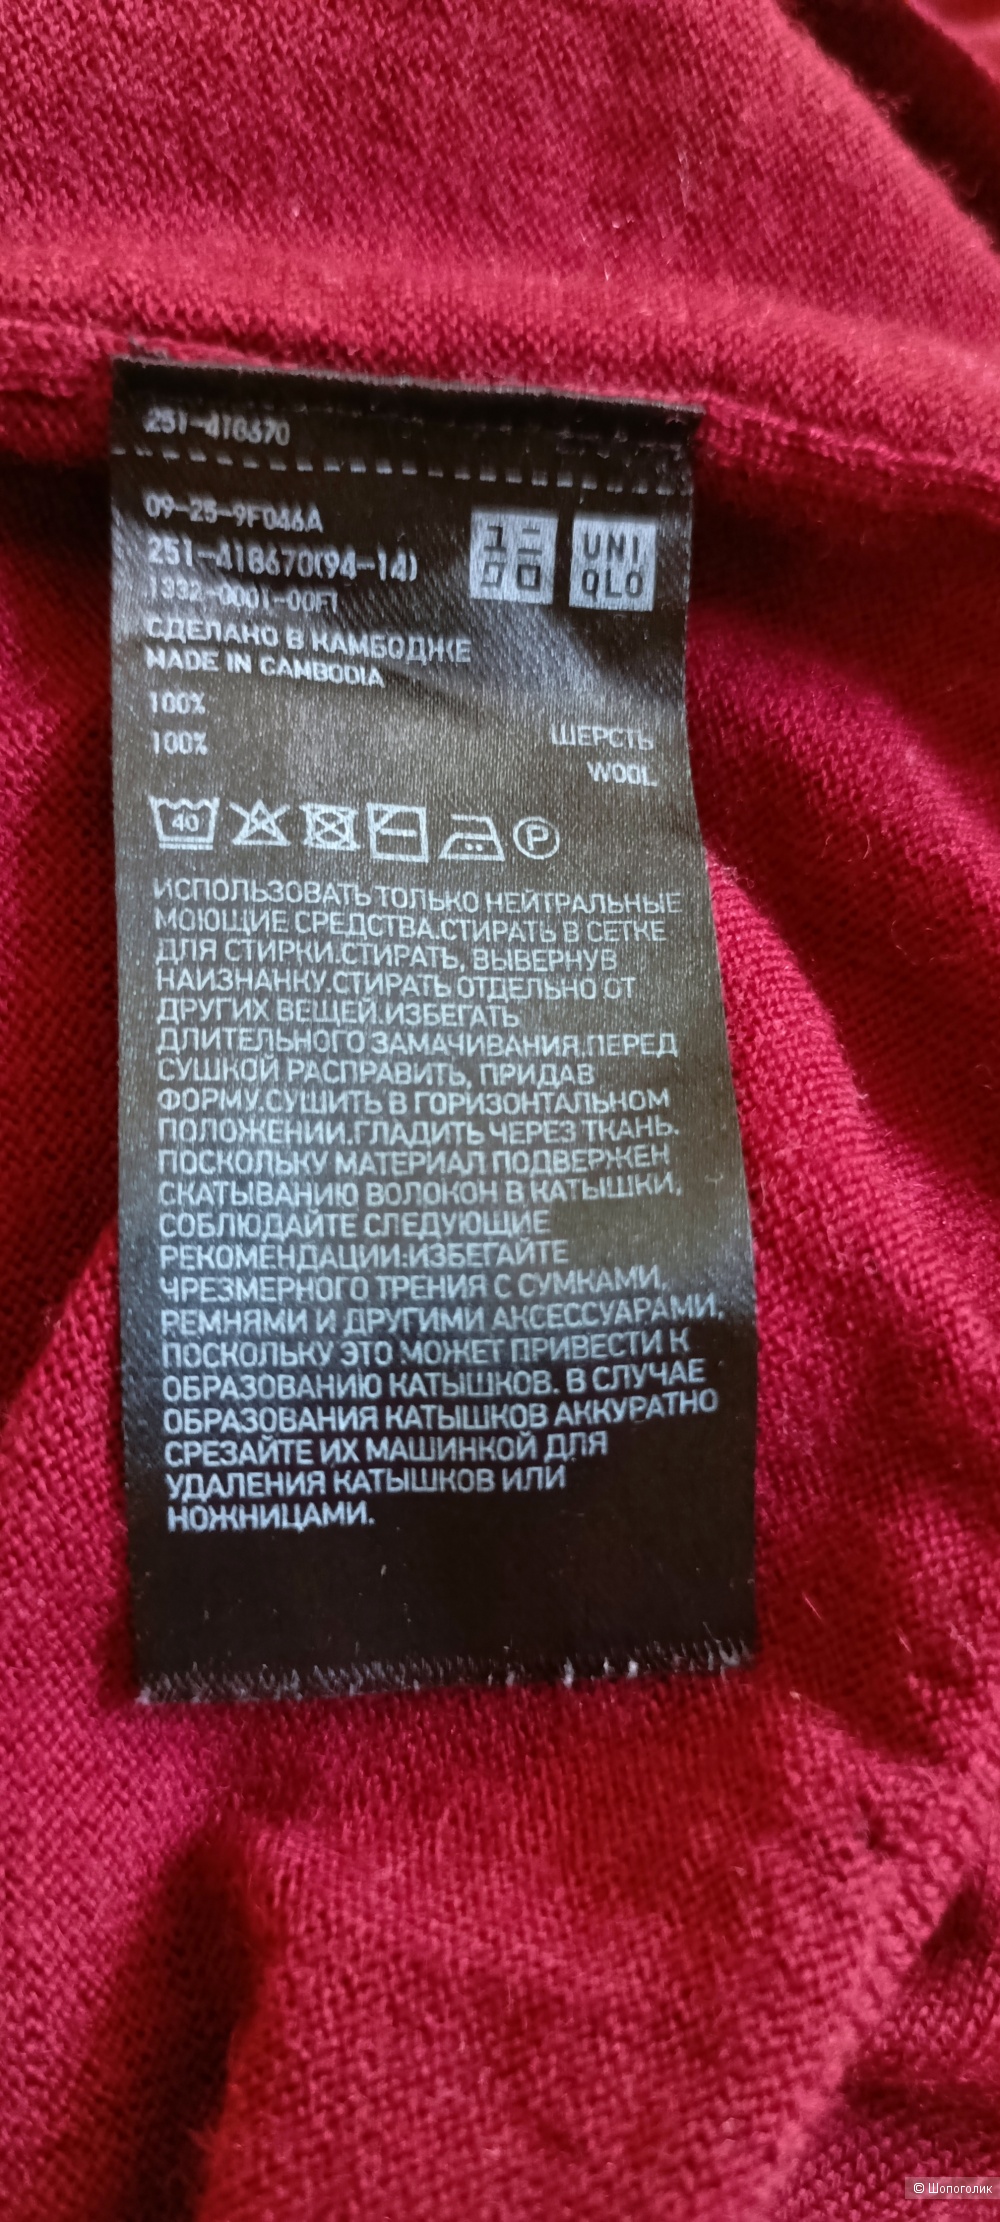 251-418670
09-25-9F046A
251-418670(94-14)
1332-0001-00F1
СДЕЛАНО В КАМБОДЖЕ
MADE IN CAMBODIA
UNI
QLO
100%
ШЕРСТЬ
100%
WOOL
40
P
ИСПОЛЬЗОВАТЬ ТОЛЬКО НЕЙТРАЛЬНЫЕ
МОЮЩИЕ СРЕДСТВА.СТИРАТЬ В СЕТКЕ
ДЛЯ СТИРКИ.СТИРАТЬ, ВЫВЕРНУВ
НАИЗНАНКУ.СТИРАТЬ ОТДЕЛЬНО ОТ
ДРУГИХ ВЕЩЕЙ.ИЗБЕГАТЬ
ДЛИТЕЛЬНОГО ЗАМАЧИВАНИЯ.ПЕРЕД
СУШКОЙ РАСПРАВИТЬ, ПРИДАВ
ФОРМУ.СУШИТЬ В ГОРИЗОНТАЛЬНОМ
ПОЛОЖЕНИИ.ГЛАДИТЬ ЧЕРЕЗ ТКАНЬ.
ПОСКОЛЬКУ МАТЕРИАЛ ПОДВЕРЖЕН
СКАТЫВАНИЮ ВОЛОКОН В КАТЫШКИ,
СОБЛЮДАЙТЕ СЛЕДУЮЩИЕ
РЕКОМЕНДАЦИИ:ИЗБЕГАЙТЕ
ЧРЕЗМЕРНОГО ТРЕНИЯ С СУМКАМИ,
РЕМНЯМИ И ДРУГИМИ АКСЕССУАРАМИ,
ПОСКОЛЬКУ ЭТО МОЖЕТ ПРИВЕСТИ К
ОБРАЗОВАНИЮ КАТЫШКОВ. В СЛУЧАЕ
ОБРАЗОВАНИЯ КАТЫШКОВ АККУРАТНО
СРЕЗАЙТЕ ИХ МАШИНКОЙ ДЛЯ
УДАЛЕНИЯ КАТЫШКОВ ИЛИ
НОЖНИЦАМИ.
© Шопоголик